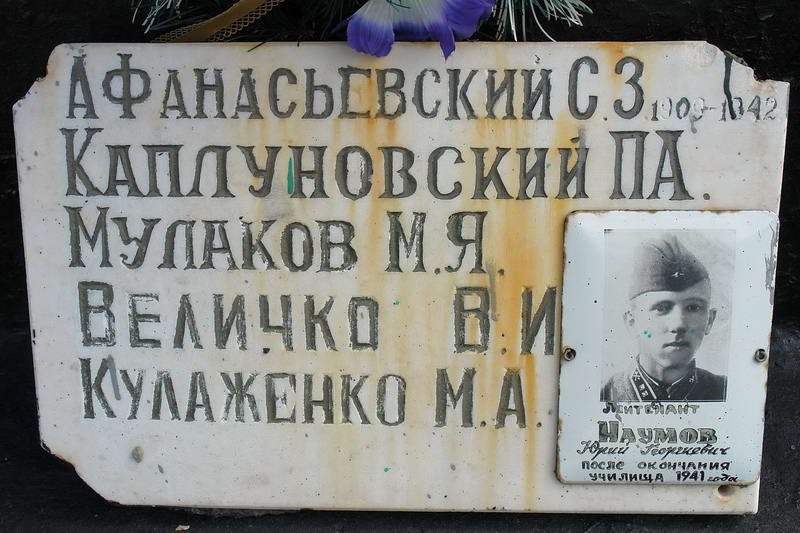 Афанасьевский С.З. 1909-1942
Каплуновский П.А.
Мулаков М.Я.
Величко В.И
Кулаженко М.А.
Лейтенант
Наумов
Юрий Георгиевич
после окончания
училища 1941 года